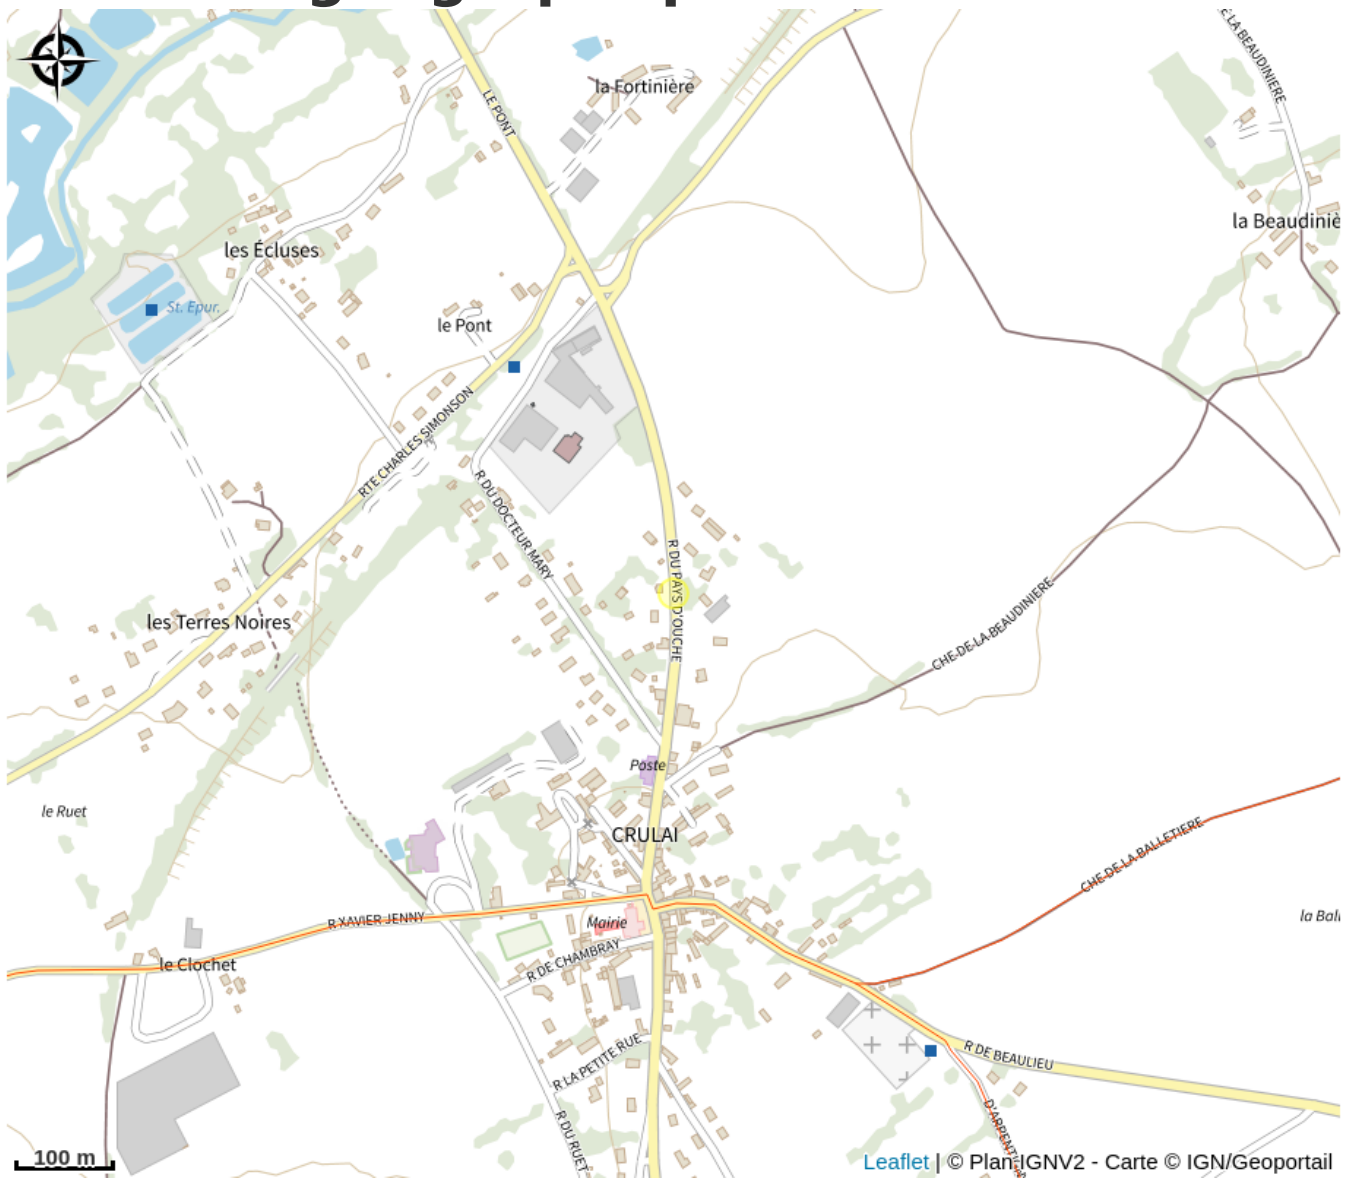 LE PONT
la Fortinière
LA BEAUDINIERE
la Beaudiniè
les Écluses
St. Epur.
le Pont
RTE CHARLES SIMONSON
R DU DOCTEUR MARY
R DU PAYS D'OUCHE
les Terres Noires
CHE-DE-LA-BEAUDINIERE
le Ruet
Poste
CRULAI
CHE-DE-LA-BALLETIERE
R XAVIER JENNY
Mairie
la Ball
R DE CHAMBRAY
le Clochet
R LA PETITE RUE
R DE BEAULIEU
R DU RUET
100 m
Leaflet | © Plan IGNV2 - Carte © IGN/Geoportail